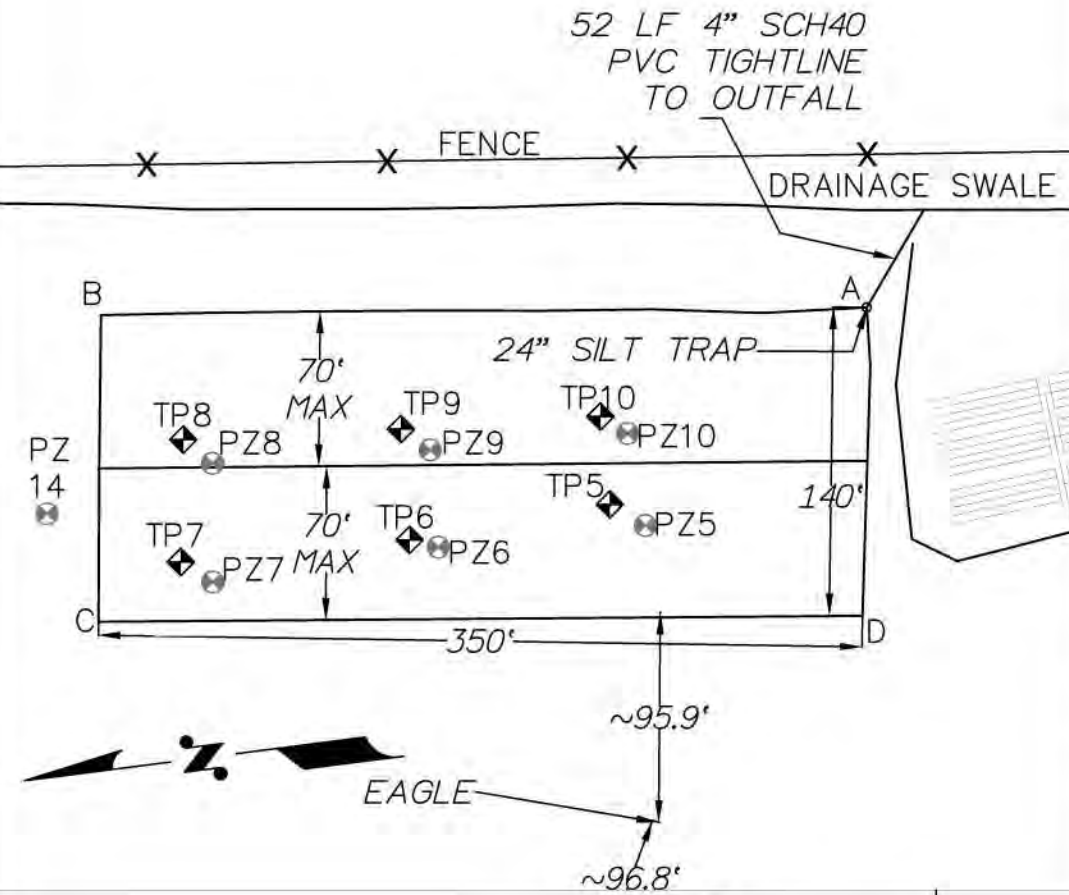 52 LF 4" SCH40
PVC TIGHTLINE
TO OUTFALL
X
X FENCE X
X
DRAINAGE SWALE
B
A
24" SILT TRAP
70'
MAX
TP8
PZ8
TP9
PZ9
TP10
PZ10
PZ
14
TP7
PZ7
70'
MAX
TP6
PZ6
TP5
PZ5
140'
C
350'
D
~95.9'
Z
EAGLE
~96.8'